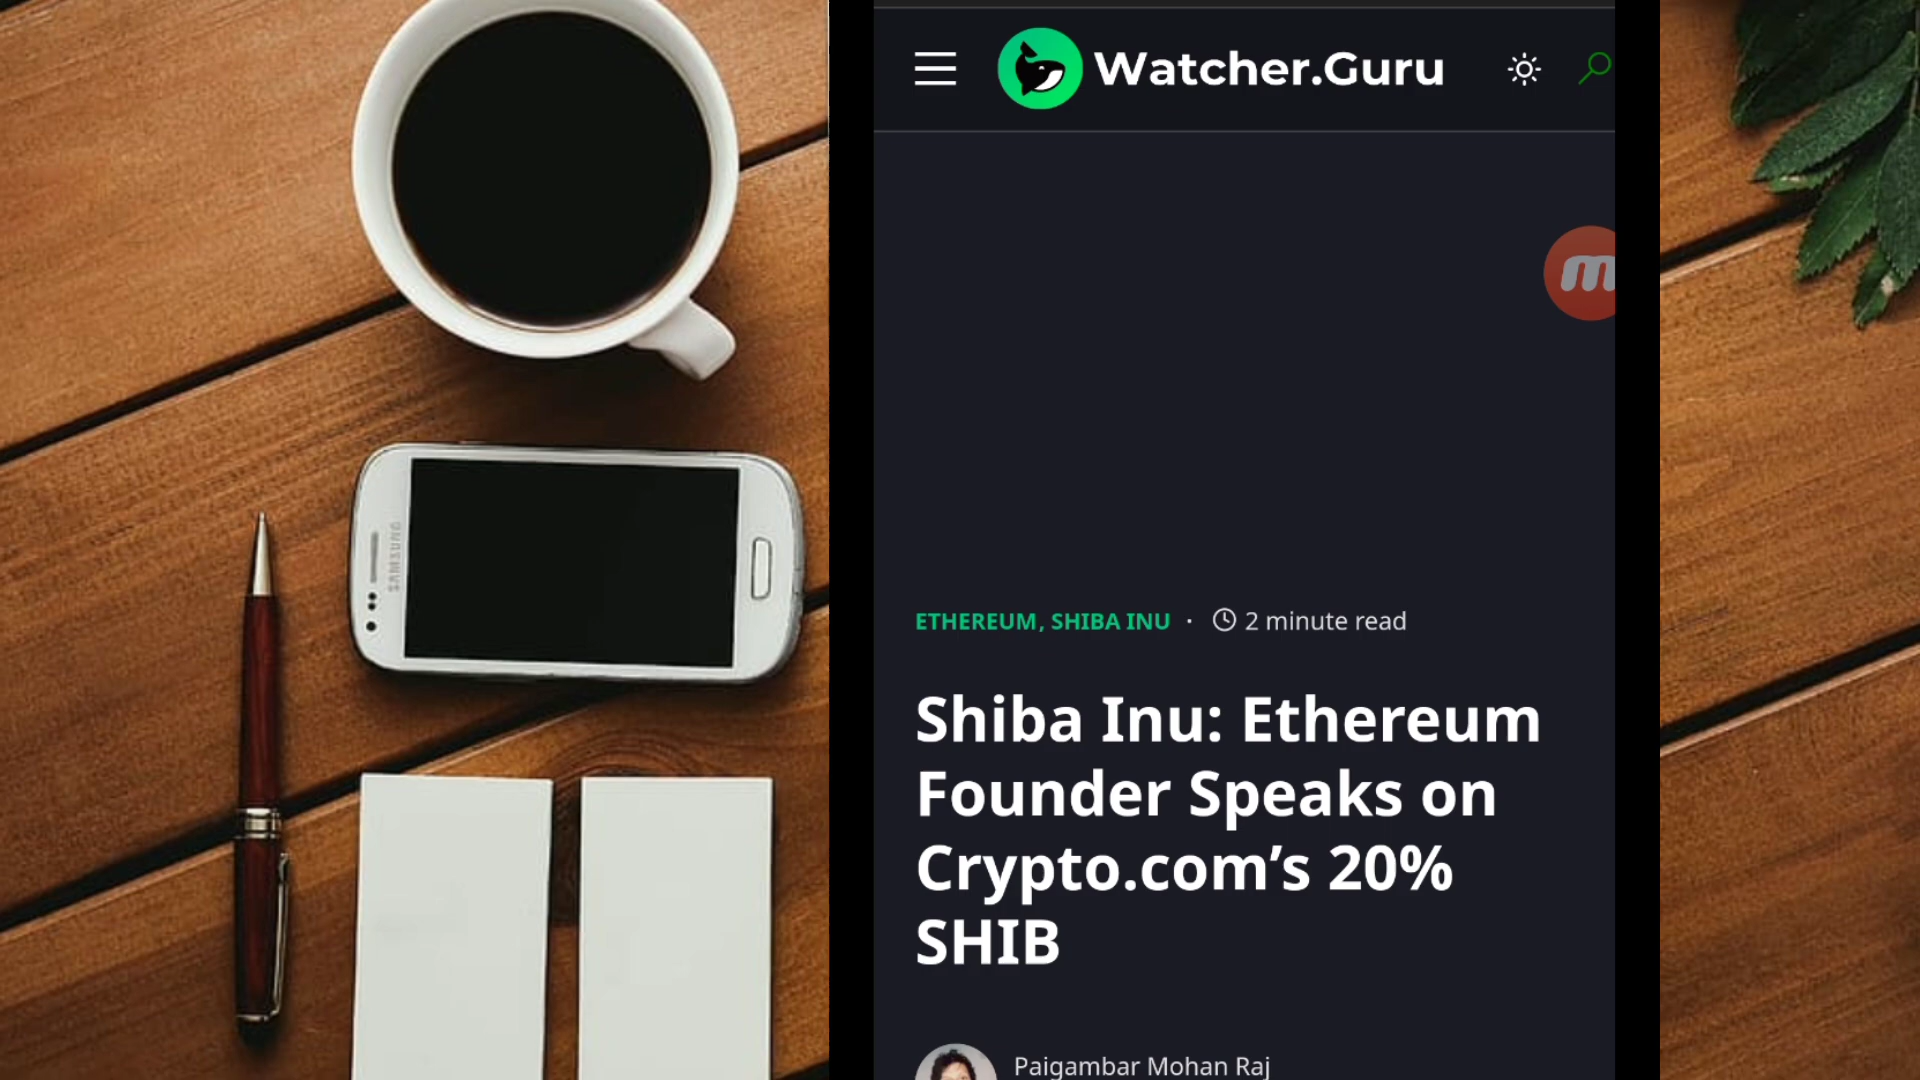 SAMSUNG
Watcher.Guru
m
ETHEREUM, SHIBA INU · 2 minute read
Shiba Inu: Ethereum
Founder Speaks on
Crypto.com’s 20%
SHIB
Paigambar Mohan Raj